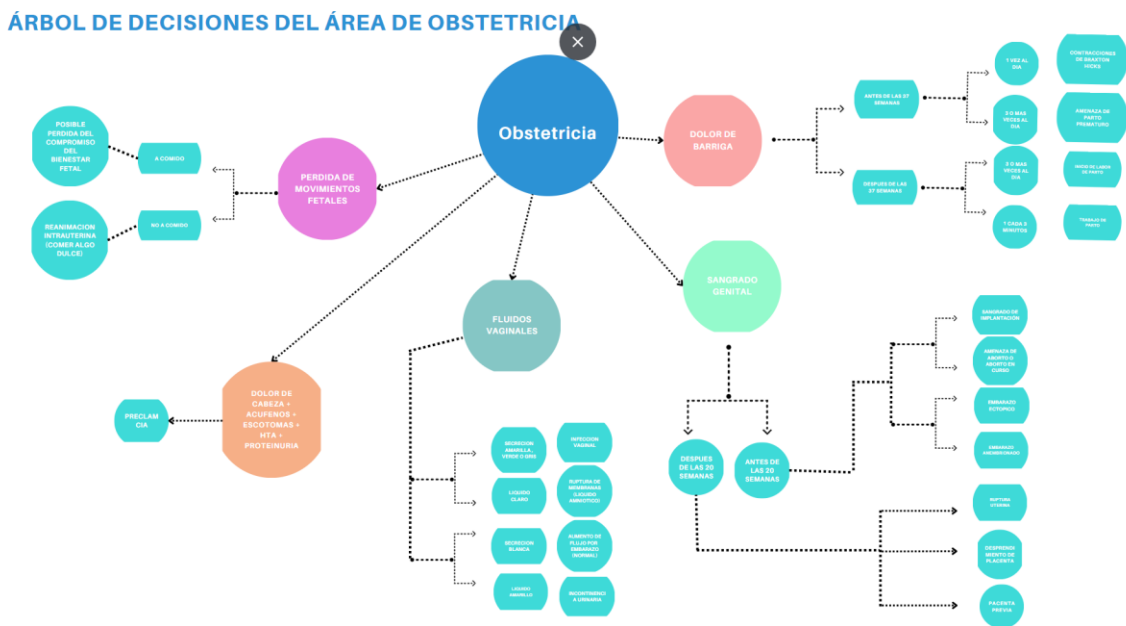 ÁRBOL DE DECISIONES DEL ÁREA DE OBSTETRICIA
Obstetricia
PERDIDA DE
MOVIMIENTOS
FETALES
A COMIDO
POSIBLE
PERDIDA DEL
COMPROMISO
DEL
BIENESTAR
FETAL
NO A COMIDO
REANIMACION
INTRAUTERINA
(COMER ALGO
DULCE)
DOLOR DE
CABEZA +
ACUFENOS +
ESCOTOMAS +
HTA +
PROTEINURIA
PRECLAM
CIA
FLUIDOS
VAGINALES
SECRECION
AMARILLA,
VERDE O GRIS
INFECCION
VAGINAL
LIQUIDO
CLARO
RUPTURA DE
MEMBRANAS
(LIQUIDO
AMNIOTICO)
SECRECION
BLANCA
AUMENTO DE
FLUJO POR
EMBARAZO
(NORMAL)
AMARILLO
INCONTINENCI
A URINARIA
SANGRADO
GENITAL
DESPUES
DE LAS 20
SEMANAS
ANTES DE
LAS 20
SEMANAS
SANGRADO DE
IMPLANTACIÓN
AMENAZA DE
ABORTO O
ABORTO EN
CURSO
EMBARAZO
ECTOPICO
EMBARAZO
ANEMBRIONADO
RUPTURA
UTERINA
DESPRENDI
MIENTO DE
PLACENTA
PACENTA
PREVIA
DOLOR DE
BARRIGA
ANTES DE LAS 37
SEMANAS
1 VEZ AL
DIA
CONTRACCIONES
DE BRAXTON
HICKS
2 O MAS
VECES AL
DIA
AMENAZA DE
PARTO
PREMATURO
DESPUES DE LAS
37 SEMANAS
2 O MAS
VECES AL
DIA
INICIO DE LABOR
DE PARTO
1 CADA 5
MINUTOS
TRABAJO DE
PARTO